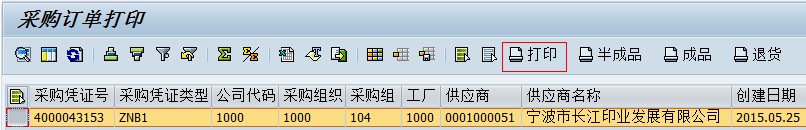 采购订单打印
打印 半成品 成品 退货
采购凭证号 采购凭证类型 公司代码 采购组织 采购组 工厂 供应商 供应商名称 创建日期
4000043153 ZNB1 1000 1000 104 1000 0001000051 宁波市长江印业发展有限公司 2015.05.25